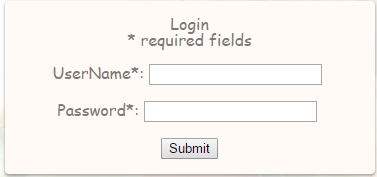 Login
* required fields
UserName*:
Password*:
Submit